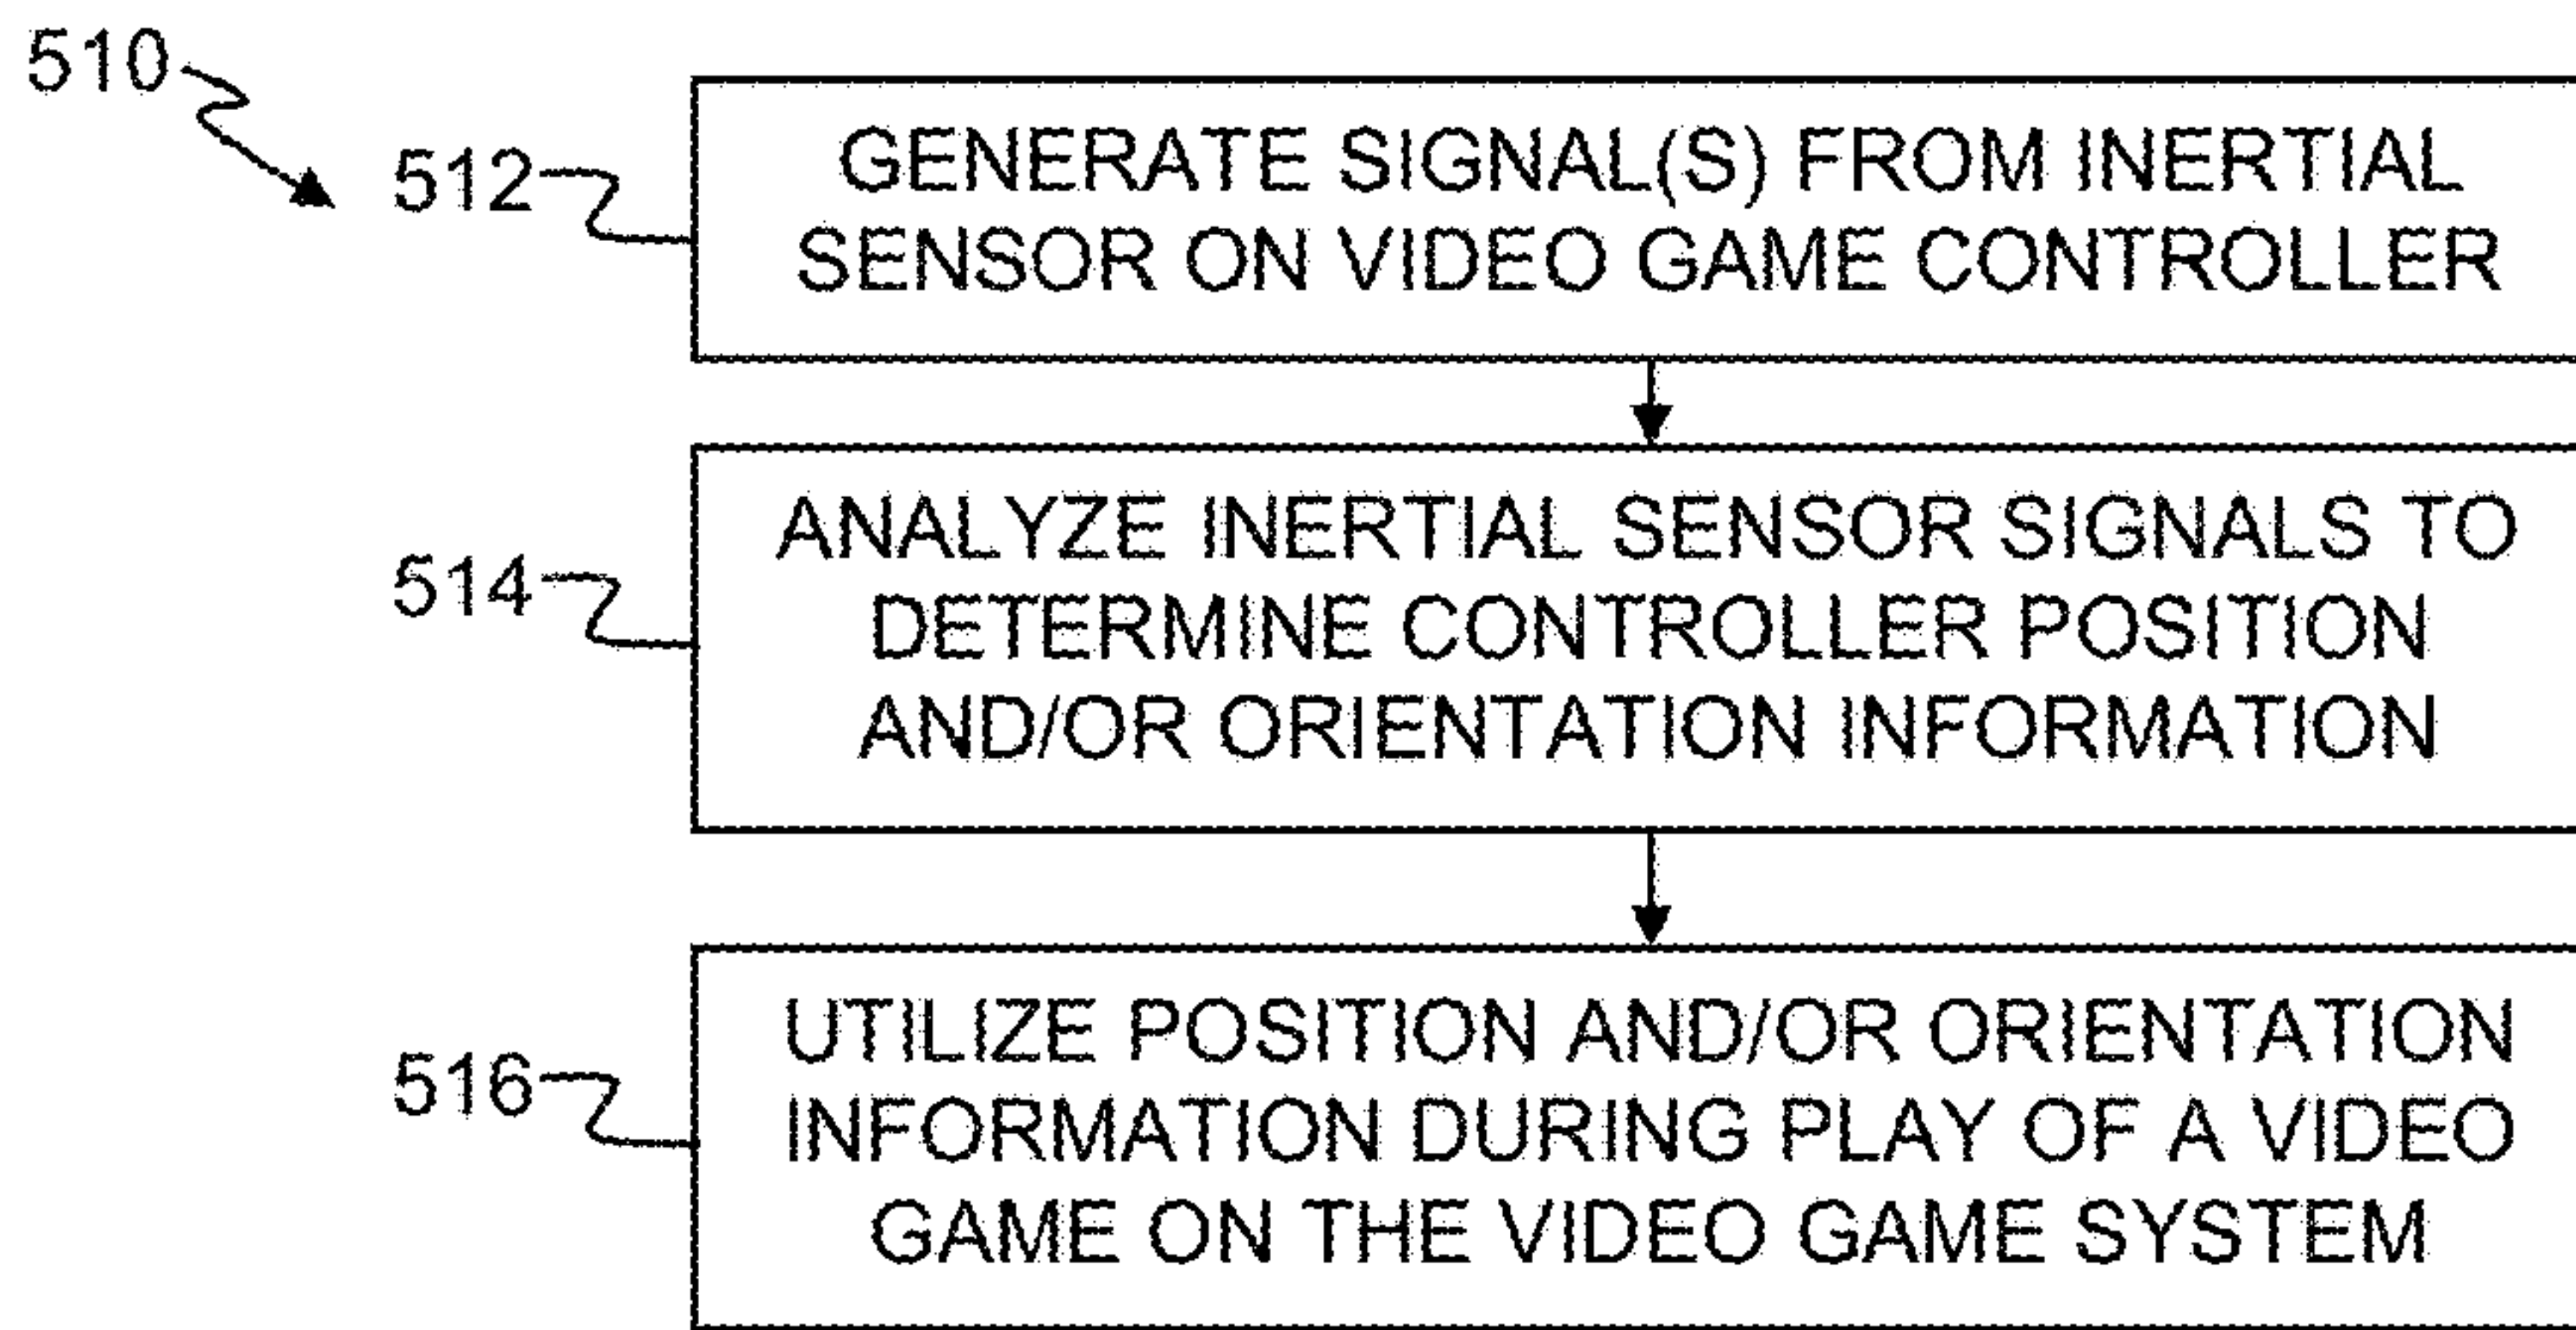 510
512
GENERATE SIGNAL(S) FROM INERTIAL
SENSOR ON VIDEO GAME CONTROLLER
514
ANALYZE INERTIAL SENSOR SIGNALS TO
DETERMINE CONTROLLER POSITION
AND/OR ORIENTATION INFORMATION
516
UTILIZE POSITION AND/OR ORIENTATION
INFORMATION DURING PLAY OF A VIDEO
GAME ON THE VIDEO GAME SYSTEM